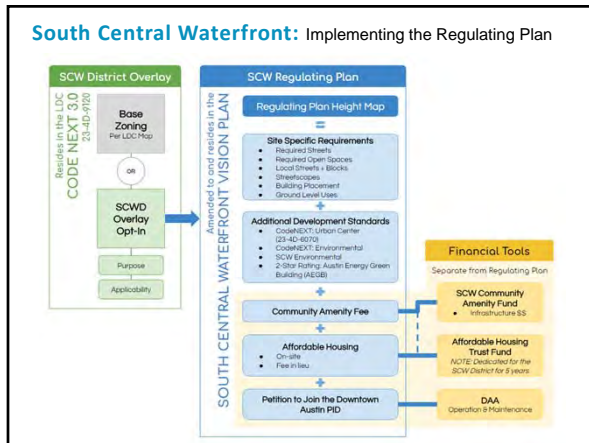 South Central Waterfront: Implementing the Regulating Plan
SCW District Overlay
Resides in the LDC
CODE NEXT 3.0
23-4D-9120
Base
Zoning
Per LDC Map
OR
SCWD
Overlay
Opt-In
Purpose
Applicability
SCW Regulating Plan
Amended to and resides in the
SOUTH CENTRAL WATERFRONT VISION PLAN
Regulating Plan Height Map
=
Site Specific Requirements
• Required Streets
• Required Open Spaces
• Local Streets + Blocks
• Streetscapes
• Building Placement
• Ground Level Uses
+
Additional Development Standards
• CodeNEXT: Urban Center
(23-4D-6070)
• CodeNEXT: Environmental
• SCW Environmental
• 2-Star Rating: Austin Energy Green
Building (AEGB)
+
Community Amenity Fee
+
Affordable Housing
• On-site
• Fee in lieu
+
Petition to Join the Downtown
Austin PID
Financial Tools
Separate from Regulating Plan
SCW Community
Amenity Fund
• Infrastructure $$
Affordable Housing
Trust Fund
NOTE: Dedicated for the
SCW District for 5 years
DAA
Operation & Maintenance